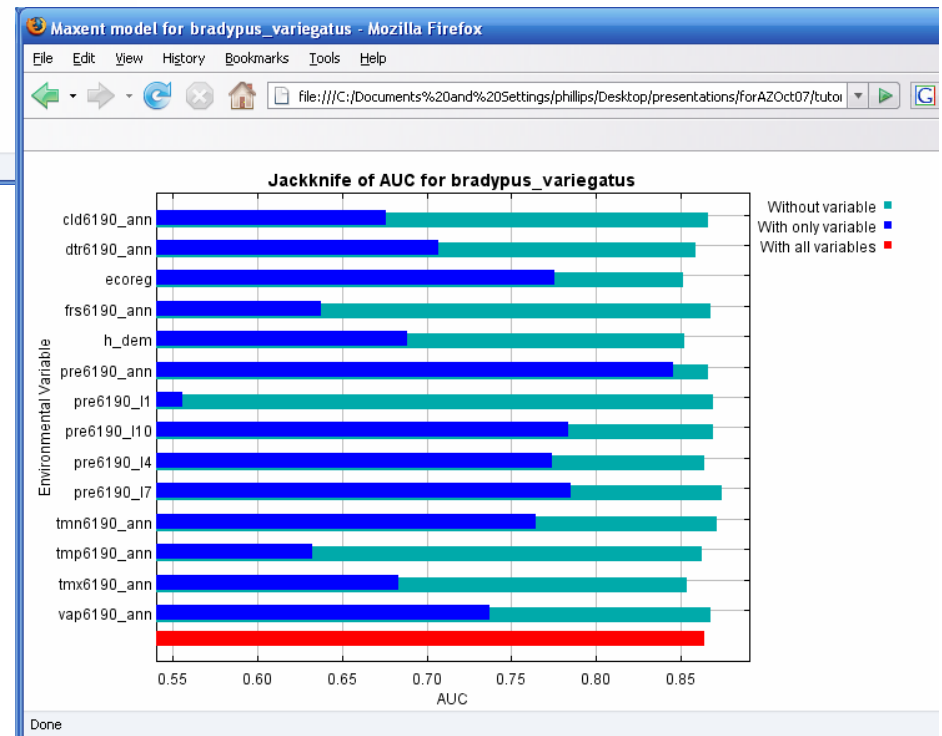 Maxent model for bradypus_variegatus - Mozilla Firefox
File Edit View History Bookmarks Tools Help
file:///C:/Documents%20and%20Settings/phillips/Desktop/presentations/forAZOct07/tutor
G
Jackknife of AUC for bradypus_variegatus
Without variable
With only variable
With all variables
Environmental Variable
cld6190_ann
dtr6190_ann
ecoreg
frs6190_ann
h_dem
pre6190_ann
pre6190_l1
pre6190_l10
pre6190_l4
pre6190_l7
tmn6190_ann
tmp6190_ann
tmx6190_ann
vap6190_ann
0.55 0.60 0.65 0.70 0.75 0.80 0.85
AUC
Done